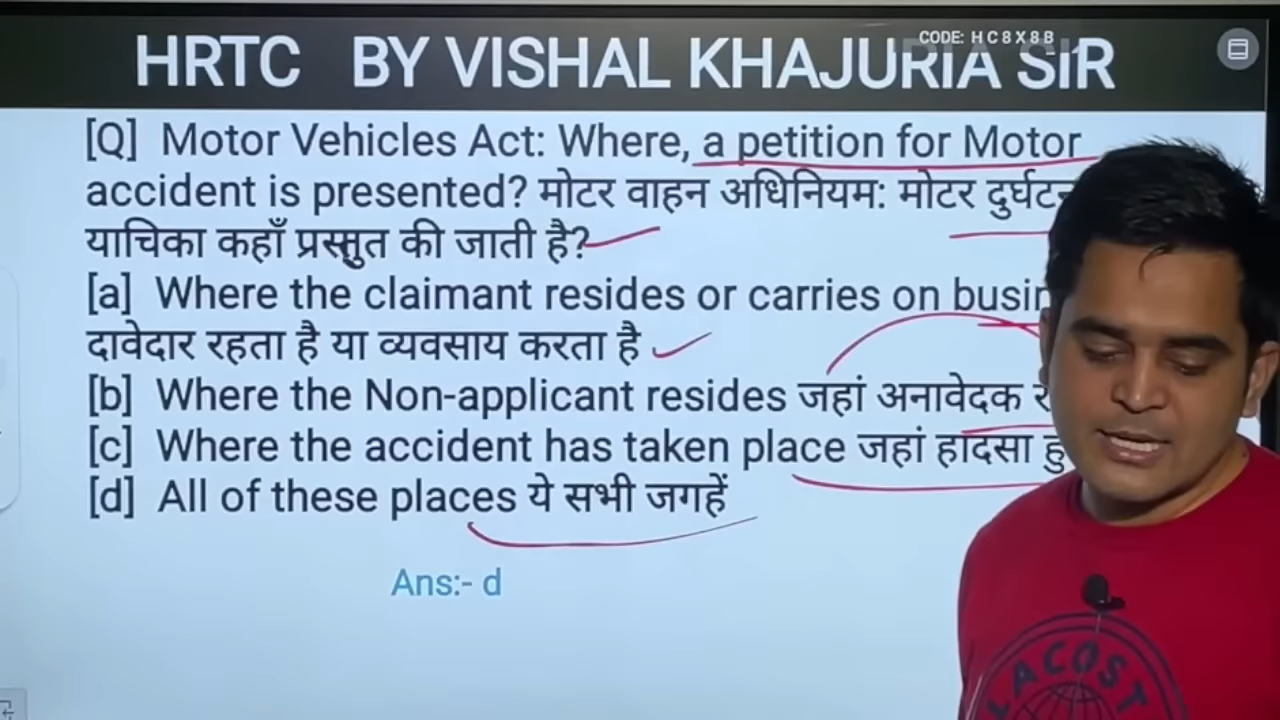 CODE: HC8X8B
HRTC BY VISHAL KHAJURIA SIR
[Q] Motor Vehicles Act: Where, a petition for Motor
accident is presented? मोटर वाहन अधिनियम: मोटर
याचिका कहाँ प्रस्तुत की जाती है?
[a] Where the claimant resides or carries on
दावेदार रहता है या व्यवसाय करता है
[b] Where the Non-applicant resides जहां अनावेदक
[c] Where the accident has taken place जहां हादसा
[d] All of these places ये सभी जगहें
Ans:- d
LACOST